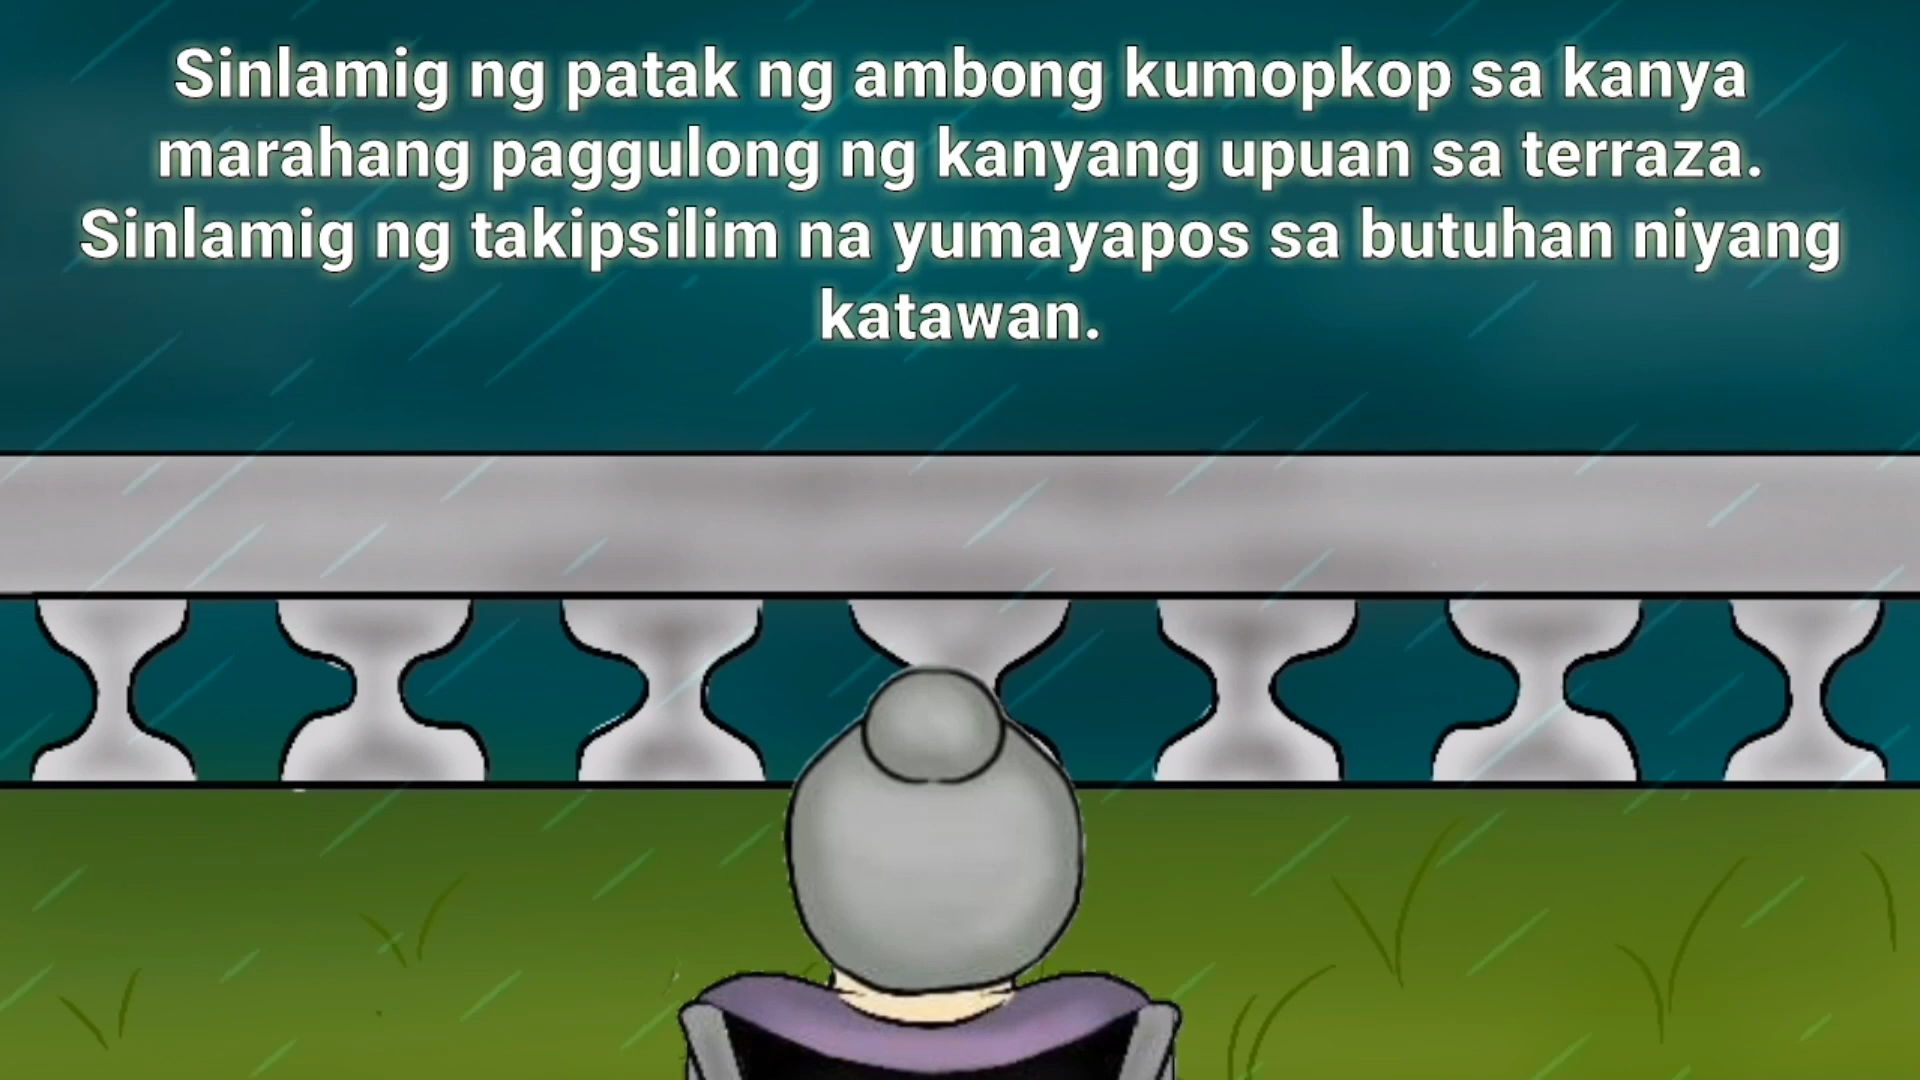 Sinlamig ng patak ng ambong kumopkop sa kanya
marahang paggulong ng kanyang upuan sa terraza.
Sinlamig ng takipsilim na yumayapos sa butuhan niyang
katawan.